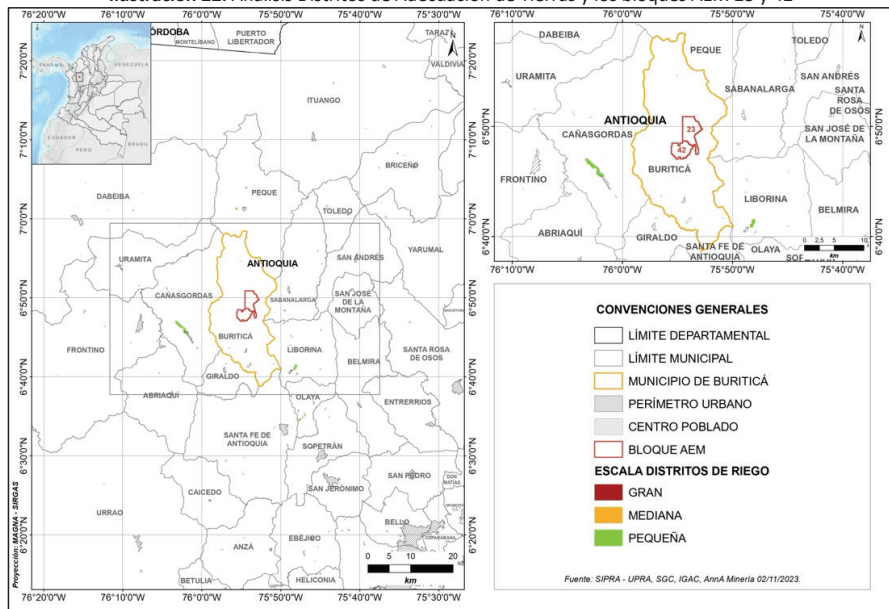 Ilustración 22. Análisis Distritos de Adecuación de Tierras y los bloques AEM 23 y 42
PANAMÁ
VENEZUELA
ECUADOR
PERÚ
BRASIL
CÓRDOBA
MONTELÍBANO
PUERTO LIBERTADOR
TARAZÁ
N
VALDIVIA
ITUANGO
BRICEÑO
PEQUE
DABEIBA
TOLEDO
ANTIOQUIA
SAN ANDRÉS
YARUMAL
URAMITA
CAÑASGORDAS
SABANALARGA
SAN JOSÉ
DE LA
MONTAÑA
BURITICÁ
FRONTINO
LIBORINA
SANTA ROSA
DE OSOS
BELMIRA
GIRALDO
ABRIAQUÍ
OLAYA
ENTRERRIOS
SANTA FE DE
ANTIOQUIA
SOPETRÁN
SAN PEDRO
DON
MATÍAS
SAN JERÓNIMO
CAICEDO
URRAO
BELLO
COPACABANA
EBÉJICO
ANZÁ
BETULIA
HELICONIA
0 5 10 20
km
7°20'0"N
7°10'0"N
7°0'0"N
6°50'0"N
6°40'0"N
6°30'0"N
6°20'0"N
Proyección: MAGNA - SIRGAS
76°20'0"W 76°10'0"W 76°0'0"W 75°50'0"W 75°40'0"W 75°30'0"W
DABEIBA
PEQUE
TOLEDO
N
URAMITA
SABANALARGA
SAN ANDRÉS
SANTA
ROSA
DE OSOS
ANTIOQUIA
23
CAÑASGORDAS
SAN JOSÉ DE
LA MONTAÑA
42
BURITICÁ
FRONTINO
LIBORINA
BELMIRA
ABRIAQUÍ
GIRALDO
SANTA FE DE
ANTIOQUIA
OLAYA
0 2,5 5 10
km
6°50'0"N
6°40'0"N
76°10'0"W 76°0'0"W 75°50'0"W 75°40'0"W
CONVENCIONES GENERALES
LÍMITE DEPARTAMENTAL
LÍMITE MUNICIPAL
MUNICIPIO DE BURITICÁ
PERÍMETRO URBANO
CENTRO POBLADO
BLOQUE AEM
ESCALA DISTRITOS DE RIEGO
GRAN
MEDIANA
PEQUEÑA
Fuente: SIPRA - UPRA, SGC, IGAC, AnnA Minería 02/11/2023.